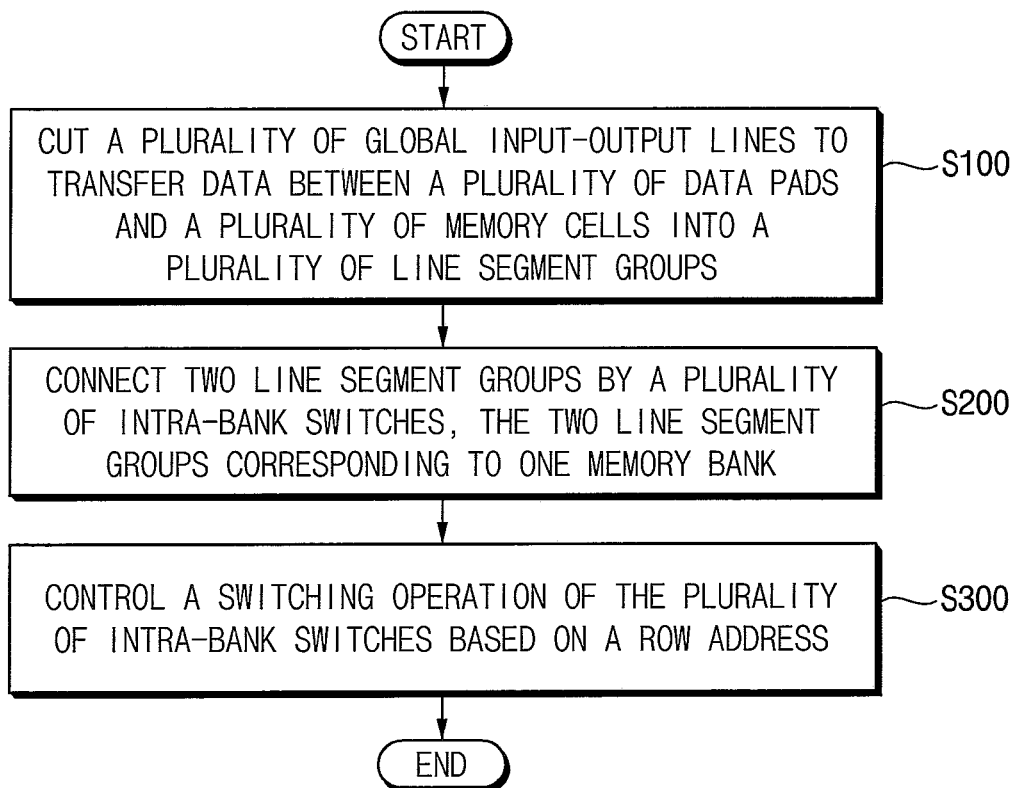 START
CUT A PLURALITY OF GLOBAL INPUT-OUTPUT LINES TO
TRANSFER DATA BETWEEN A PLURALITY OF DATA PADS
AND A PLURALITY OF MEMORY CELLS INTO A
PLURALITY OF LINE SEGMENT GROUPS
S100
CONNECT TWO LINE SEGMENT GROUPS BY A PLURALITY
OF INTRA-BANK SWITCHES, THE TWO LINE SEGMENT
GROUPS CORRESPONDING TO ONE MEMORY BANK
S200
CONTROL A SWITCHING OPERATION OF THE PLURALITY
OF INTRA-BANK SWITCHES BASED ON A ROW ADDRESS
S300
END